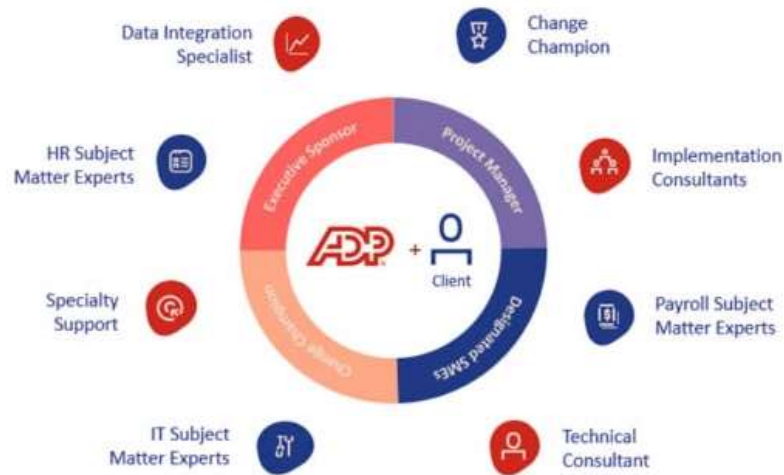 Data Integration
Specialist
Change
Champion
HR Subject
Matter Experts
Executive Sponsor
Project Manager
Implementation
Consultants
ADP + Client
Specialty
Support
Change Champion
Designated SMEs
Payroll Subject
Matter Experts
IT Subject
Matter Experts
Technical
Consultant